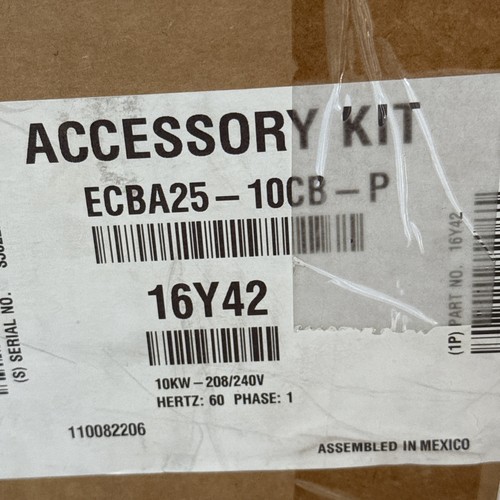 ACCESSORY KIT
ECBA25-10CB-P
16Y42
10KW-208/240V
HERTZ: 60 PHASE: 1
110082206
ASSEMBLED IN MEXICO
(S) SERIAL NO.
(1P) PART NO. 16Y42